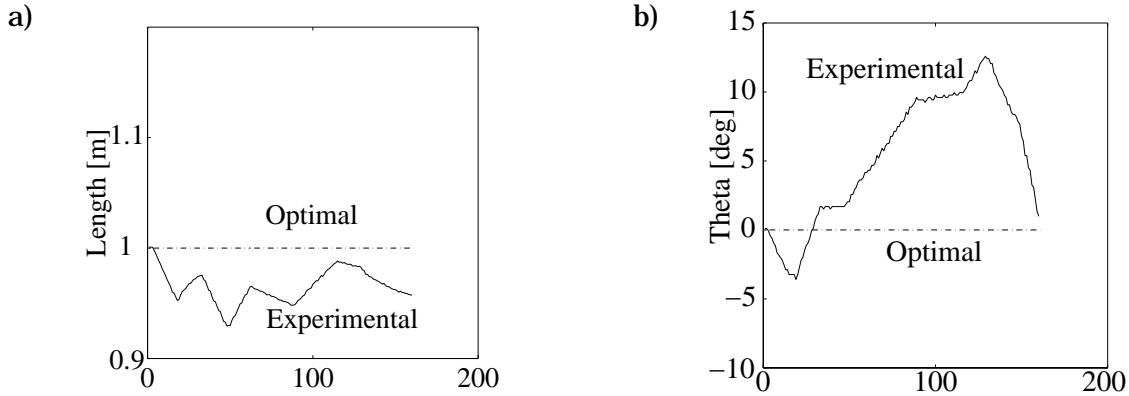 a)
Length [m]
1.1
1
0.9
0
100
200
Optimal
Experimental
b)
Theta [deg]
15
10
5
0
−5
−10
0
100
200
Experimental
Optimal